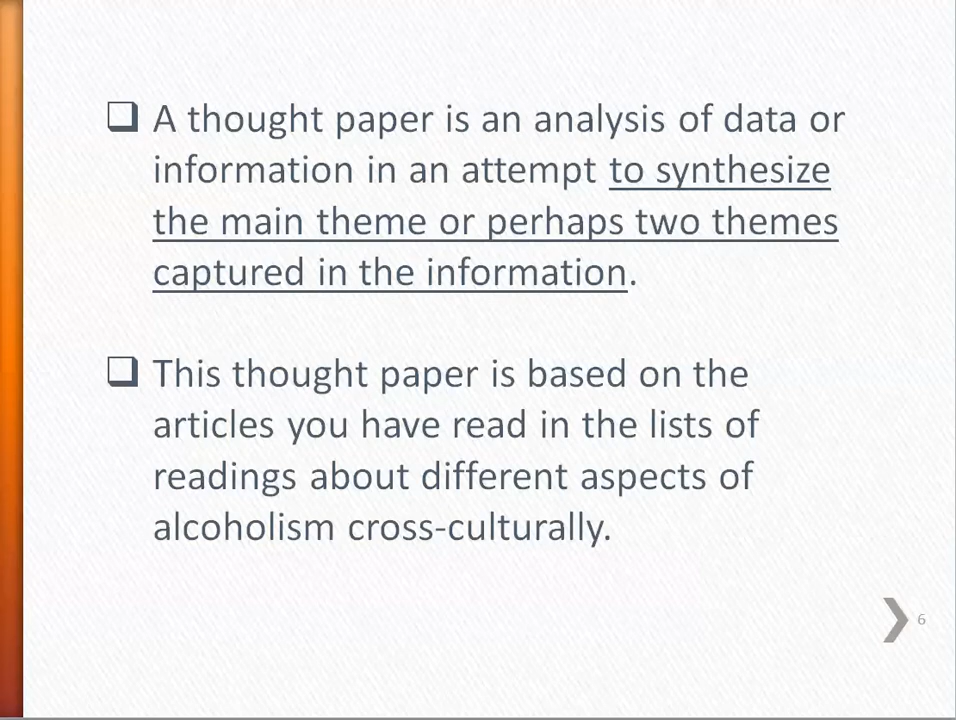 A thought paper is an analysis of data or
information in an attempt to synthesize
the main theme or perhaps two themes
captured in the information.
This thought paper is based on the
articles you have read in the lists of
readings about different aspects of
alcoholism cross-culturally.
6